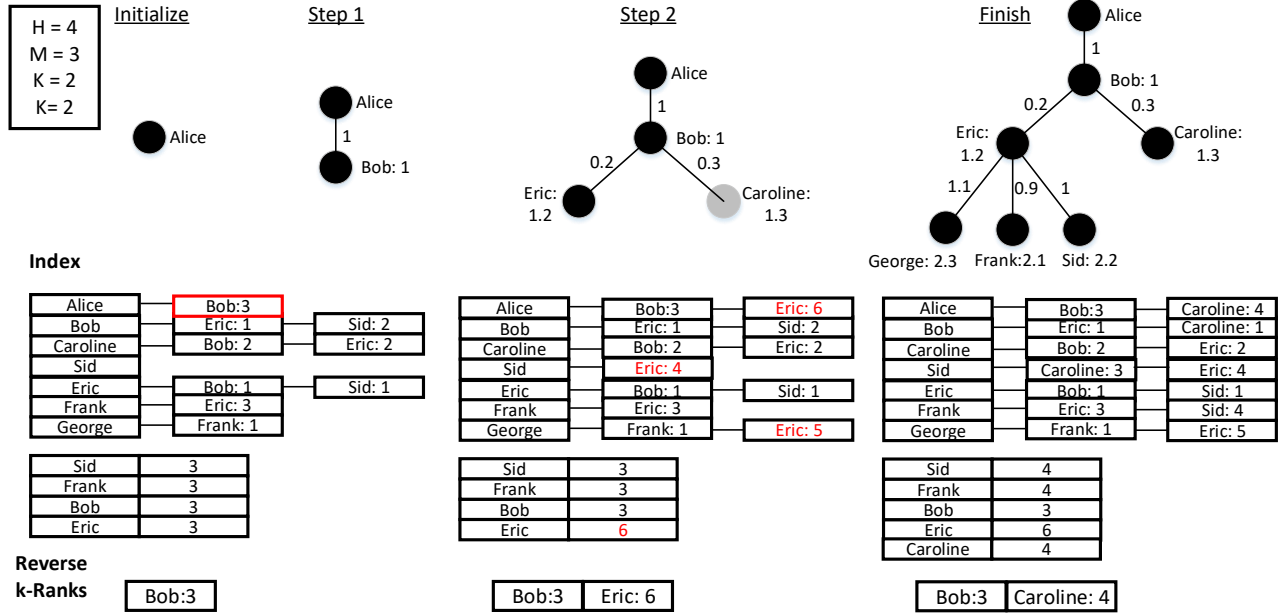 H = 4
M = 3
K = 2
K= 2
Initialize
Alice
Step 1
Alice
1
Bob: 1
Step 2
Alice
1
Bob: 1
0.2
0.3
Eric:
1.2
Caroline:
1.3
Finish
Alice
1
Bob: 1
0.2
0.3
Eric:
1.2
Caroline:
1.3
1.1
0.9
1
George: 2.3
Frank:2.1
Sid: 2.2
Index
Alice Bob:3
Bob Eric: 1 Sid: 2
Caroline Bob: 2 Eric: 2
Sid
Eric Bob: 1 Sid: 1
Frank Eric: 3
George Frank: 1
Sid 3
Frank 3
Bob 3
Eric 3
Alice Bob:3 Eric: 6
Bob Eric: 1 Sid: 2
Caroline Bob: 2 Eric: 2
Sid Eric: 4
Eric Bob: 1 Sid: 1
Frank Eric: 3
George Frank: 1 Eric: 5
Sid 3
Frank 3
Bob 3
Eric 6
Alice Bob:3 Caroline: 4
Bob Eric: 1 Caroline: 1
Caroline Bob: 2 Eric: 2
Sid Caroline: 3 Eric: 4
Eric Bob: 1 Sid: 1
Frank Eric: 3 Sid: 4
George Frank: 1 Eric: 5
Sid 4
Frank 4
Bob 3
Eric 6
Caroline 4
Reverse
k-Ranks
Bob:3
Bob:3 Eric: 6
Bob:3 Caroline: 4